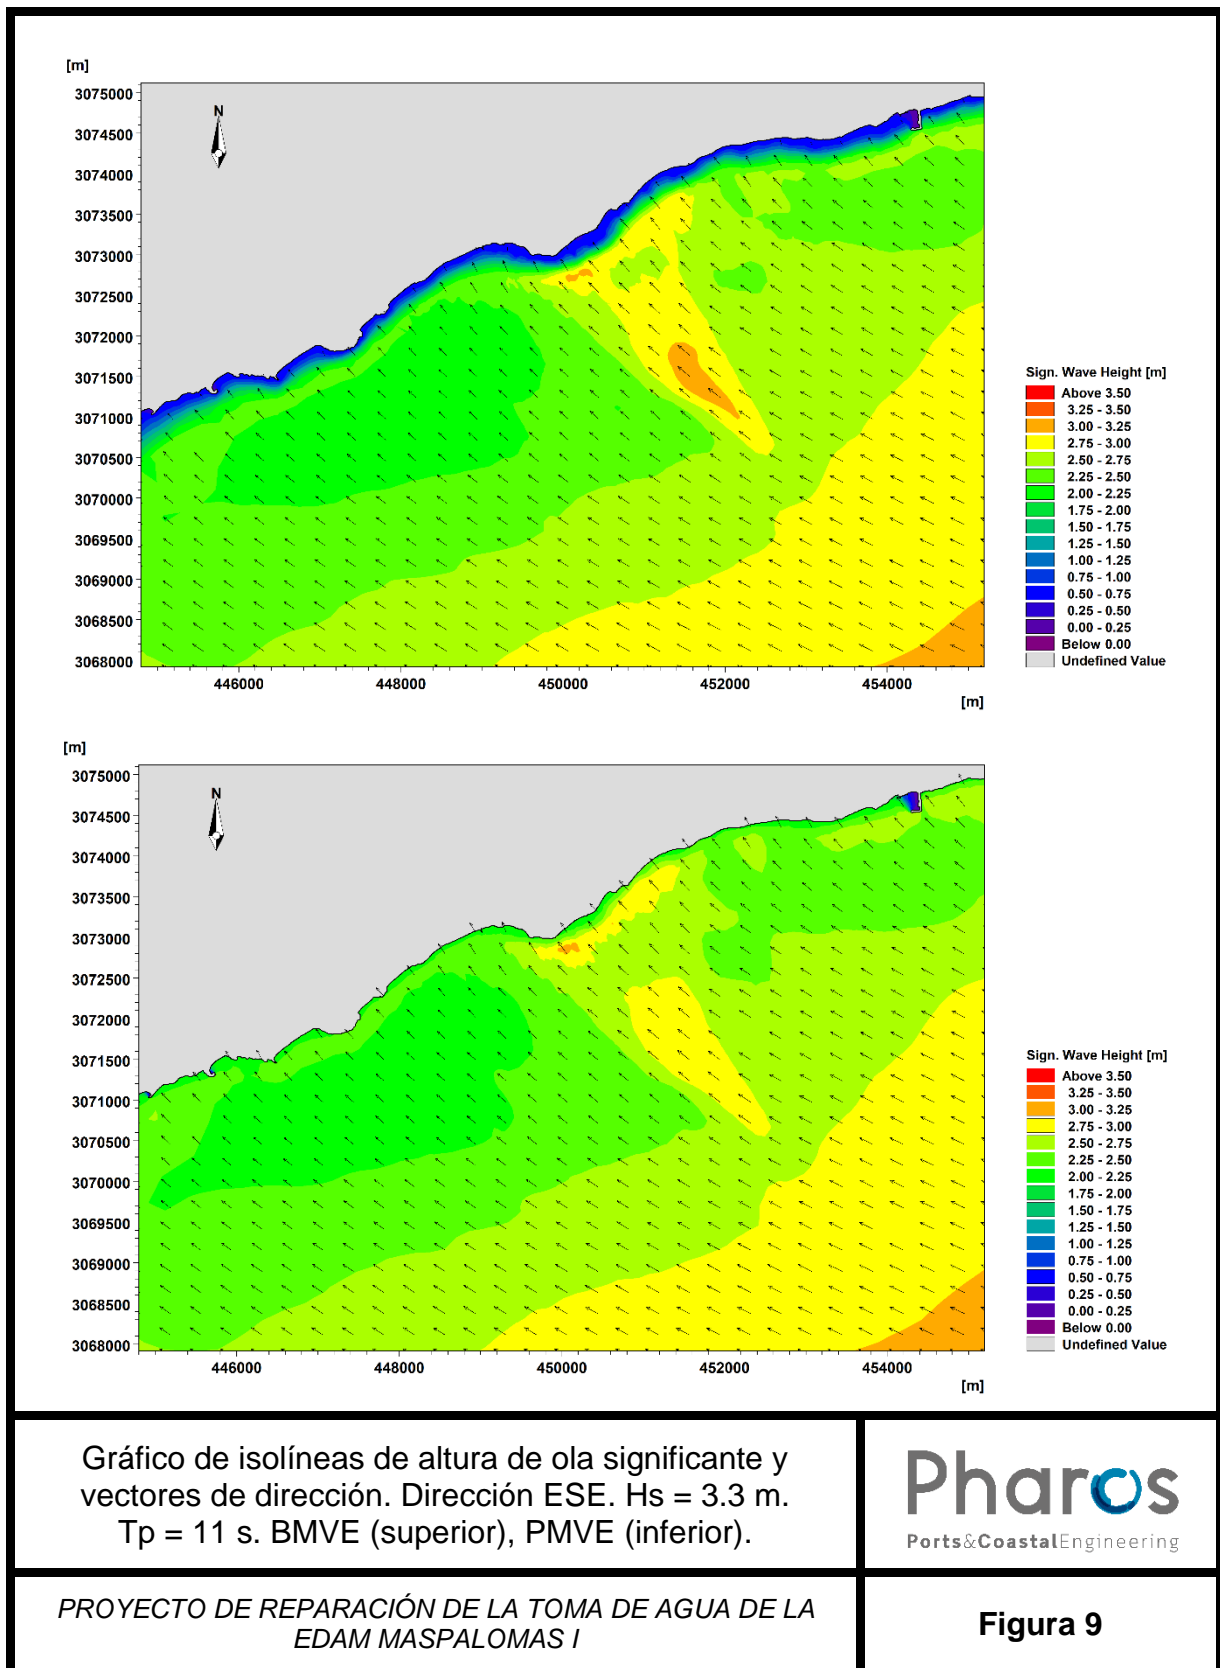 [m]
3075000
3074500
3074000
3073500
3073000
3072500
3072000
3071500
3071000
3070500
3070000
3069500
3069000
3068500
3068000
N
446000 448000 450000 452000 454000
[m]
Sign. Wave Height [m]
Above 3.50
3.25 - 3.50
3.00 - 3.25
2.75 - 3.00
2.50 - 2.75
2.25 - 2.50
2.00 - 2.25
1.75 - 2.00
1.50 - 1.75
1.25 - 1.50
1.00 - 1.25
0.75 - 1.00
0.50 - 0.75
0.25 - 0.50
0.00 - 0.25
Below 0.00
Undefined Value
[m]
3075000
3074500
3074000
3073500
3073000
3072500
3072000
3071500
3071000
3070500
3070000
3069500
3069000
3068500
3068000
N
446000 448000 450000 452000 454000
[m]
Sign. Wave Height [m]
Above 3.50
3.25 - 3.50
3.00 - 3.25
2.75 - 3.00
2.50 - 2.75
2.25 - 2.50
2.00 - 2.25
1.75 - 2.00
1.50 - 1.75
1.25 - 1.50
1.00 - 1.25
0.75 - 1.00
0.50 - 0.75
0.25 - 0.50
0.00 - 0.25
Below 0.00
Undefined Value
Gráfico de isolíneas de altura de ola significante y
vectores de dirección. Dirección ESE. Hs = 3.3 m.
Tp = 11 s. BMVE (superior), PMVE (inferior).
Pharos
Ports&CoastalEngineering
PROYECTO DE REPARACIÓN DE LA TOMA DE AGUA DE LA
EDAM MASPALOMAS I
Figura 9